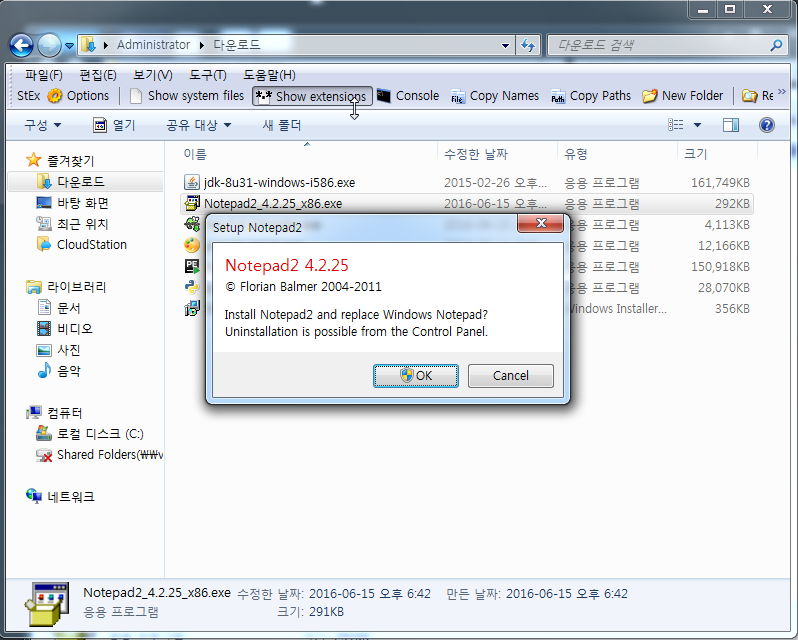 Administrator 다운로드
다운로드 검색
파일(F) 편집(E) 보기(V) 도구(T) 도움말(H)
StEx Options Show system files Show extensions Console Copy Names Copy Paths New Folder Re »
구성 열기 공유 대상 새 폴더
즐겨찾기
다운로드
바탕 화면
최근 위치
CloudStation
라이브러리
문서
비디오
사진
음악
컴퓨터
로컬 디스크 (C:)
Shared Folders(₩₩v
네트워크
이름 수정한 날짜 유형 크기
jdk-8u31-windows-i586.exe 2015-02-26 오후... 응용 프로그램 161,749KB
Notepad2_4.2.25_x86.exe 2016-06-15 오후... 응용 프로그램 292KB
응용 프로그램 4,113KB
응용 프로그램 12,166KB
응용 프로그램 150,918KB
응용 프로그램 28,070KB
Windows Installer... 356KB
Setup Notepad2
Notepad2 4.2.25
© Florian Balmer 2004-2011
Install Notepad2 and replace Windows Notepad?
Uninstallation is possible from the Control Panel.
OK Cancel
Notepad2_4.2.25_x86.exe 수정한 날짜: 2016-06-15 오후 6:42 만든 날짜: 2016-06-15 오후 6:42
응용 프로그램 크기: 291KB